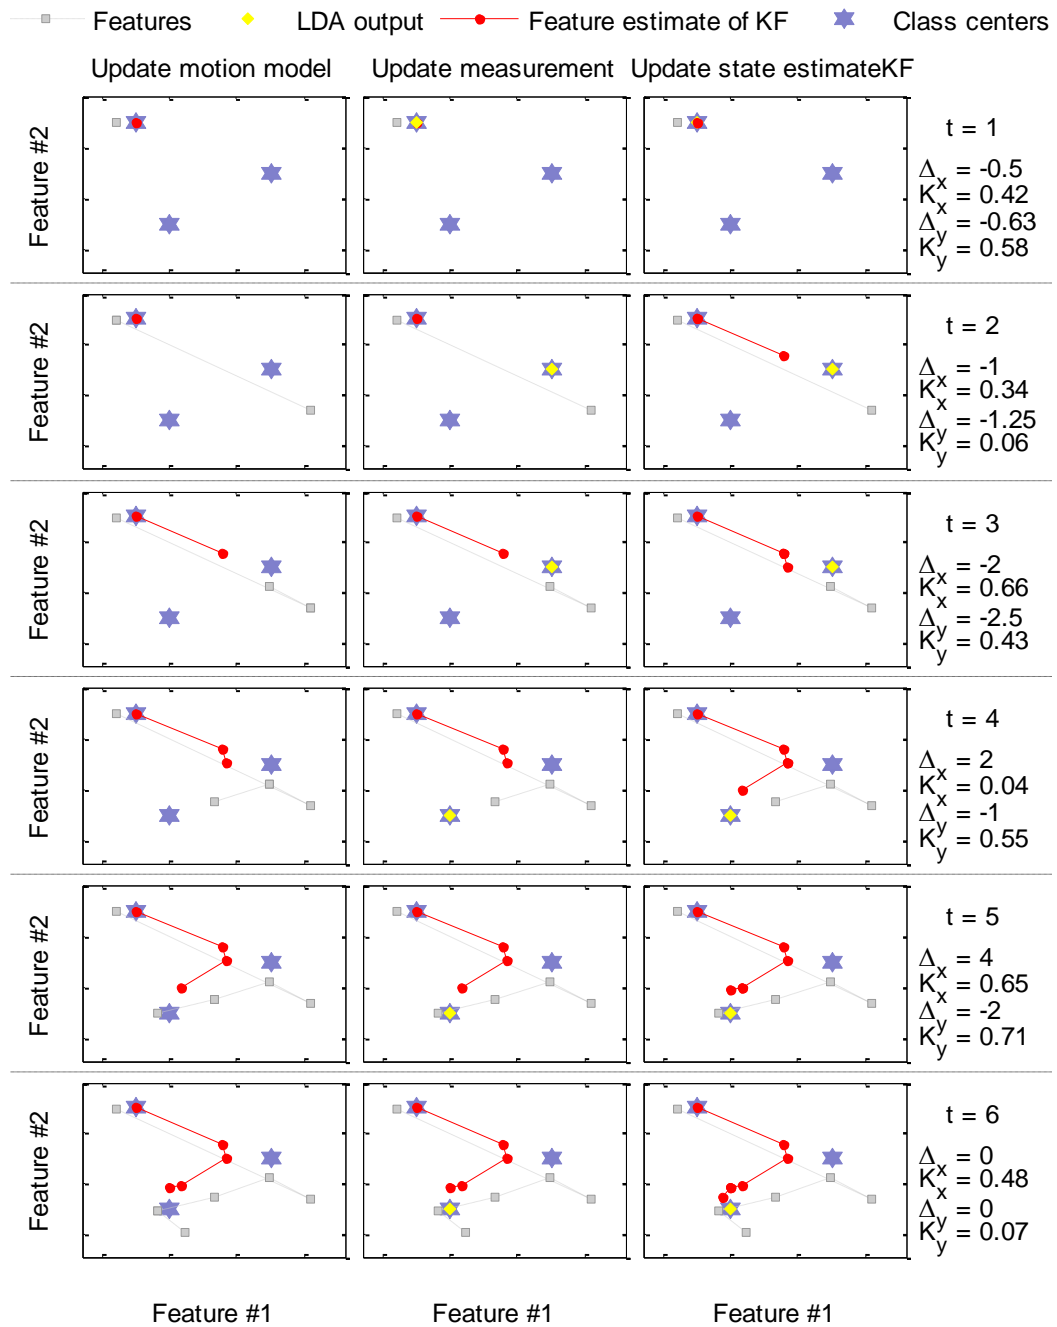 Features LDA output Feature estimate of KF Class centers
Update motion model Update measurement Update state estimateKF
Feature #2
t = 1
Δx = -0.5
Kx = 0.42
Δy = -0.63
Ky = 0.58
Feature #2
t = 2
Δx = -1
Kx = 0.34
Δy = -1.25
Ky = 0.06
Feature #2
t = 3
Δx = -2
Kx = 0.66
Δy = -2.5
Ky = 0.43
Feature #2
t = 4
Δx = 2
Kx = 0.04
Δy = -1
Ky = 0.55
Feature #2
t = 5
Δx = 4
Kx = 0.65
Δy = -2
Ky = 0.71
Feature #2
t = 6
Δx = 0
Kx = 0.48
Δy = 0
Ky = 0.07
Feature #1 Feature #1 Feature #1